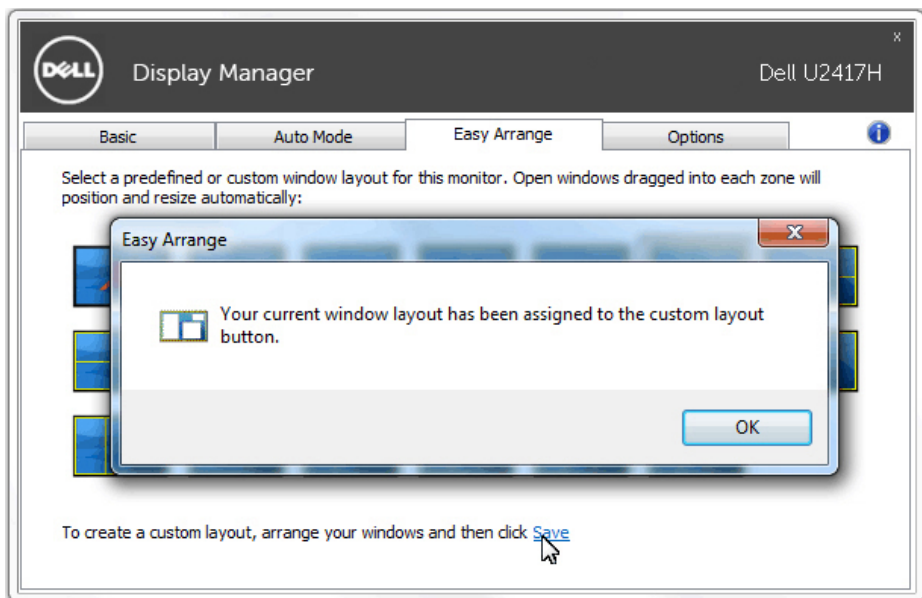 x
DELL
Display Manager
Dell U2417H
Basic
Auto Mode
Easy Arrange
Options
i
Select a predefined or custom window layout for this monitor. Open windows dragged into each zone will
position and resize automatically:
Easy Arrange
X
Your current window layout has been assigned to the custom layout
button.
OK
To create a custom layout, arrange your windows and then click Save